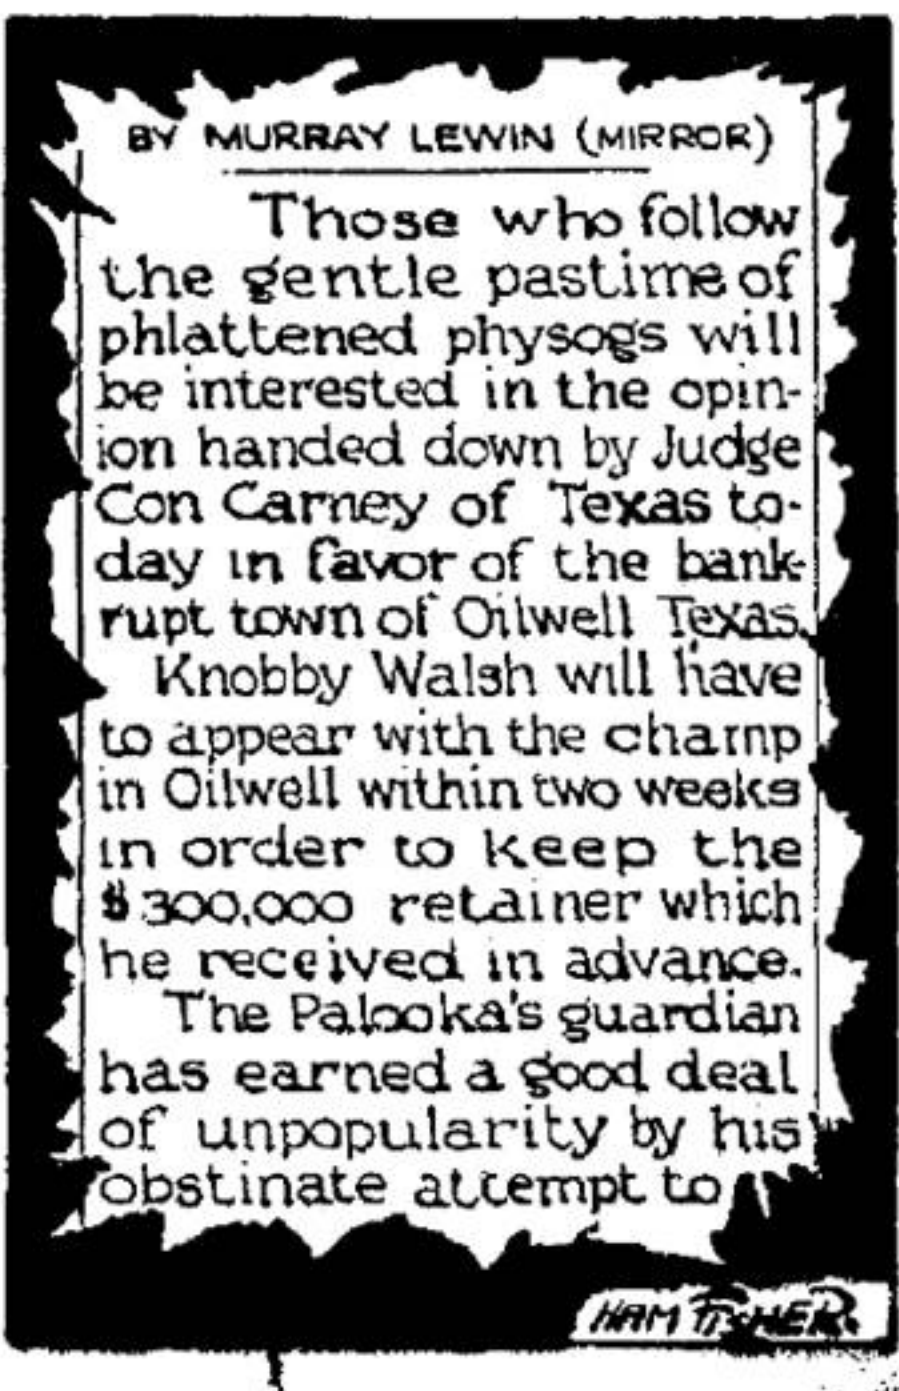 BY MURRAY LEWIN (MIRROR)
Those who follow
the gentle pastime of
phlattened physogs will
be interested in the opin-
ion handed down by Judge
Con Carney of Texas to-
day in favor of the bank-
rupt town of Oilwell Texas.
Knobby Walsh will have
to appear with the champ
in Oilwell within two weeks
in order to keep the
$300,000 retainer which
he received in advance.
The Palooka's guardian
has earned a good deal
of unpopularity by his
obstinate attempt to
HAM FISHER